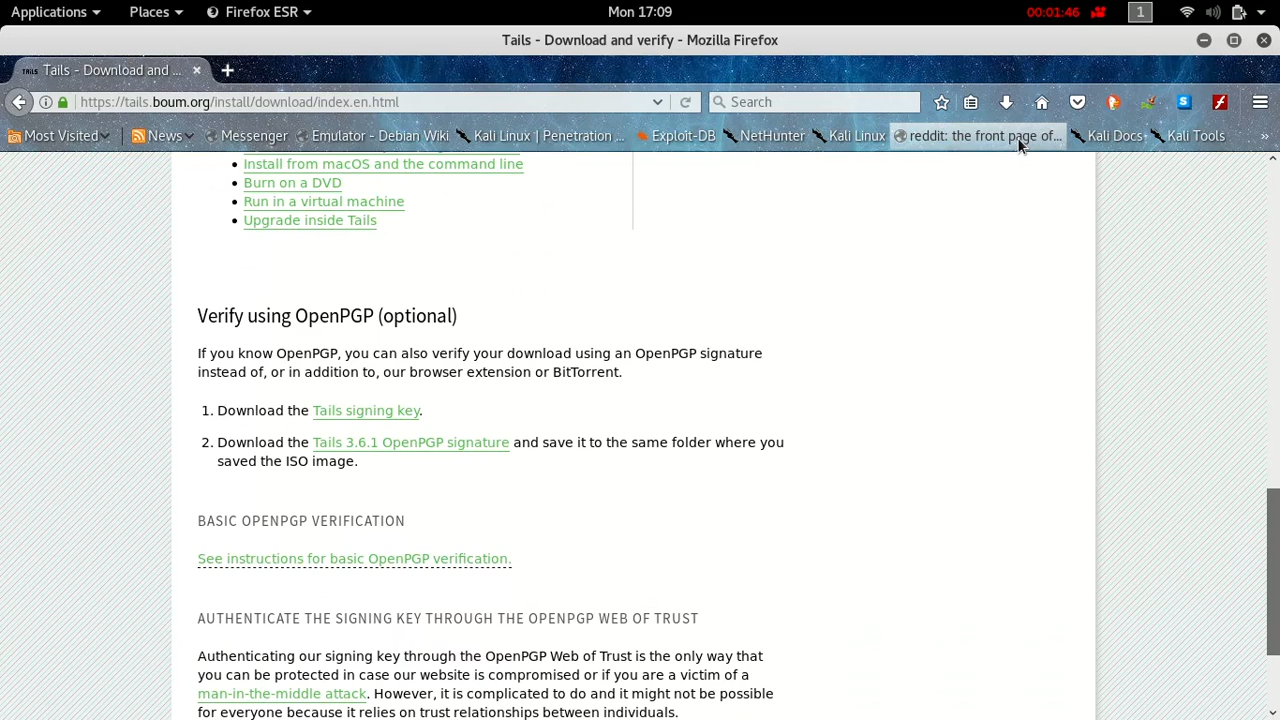 Applications Places Firefox ESR Mon 17:09 00:01:46 1
Tails - Download and verify - Mozilla Firefox
TAILS Tails - Download and ... × +
https://tails.boum.org/install/download/index.en.html Search
Most Visited News Messenger Emulator - Debian Wiki Kali Linux | Penetration ... Exploit-DB NetHunter Kali Linux reddit: the front page of... Kali Docs Kali Tools »
• Install from macOS and the command line
• Burn on a DVD
• Run in a virtual machine
• Upgrade inside Tails
Verify using OpenPGP (optional)
If you know OpenPGP, you can also verify your download using an OpenPGP signature
instead of, or in addition to, our browser extension or BitTorrent.
1. Download the Tails signing key.
2. Download the Tails 3.6.1 OpenPGP signature and save it to the same folder where you
saved the ISO image.
BASIC OPENPGP VERIFICATION
See instructions for basic OpenPGP verification.
AUTHENTICATE THE SIGNING KEY THROUGH THE OPENPGP WEB OF TRUST
Authenticating our signing key through the OpenPGP Web of Trust is the only way that
you can be protected in case our website is compromised or if you are a victim of a
man-in-the-middle attack. However, it is complicated to do and it might not be possible
for everyone because it relies on trust relationships between individuals.